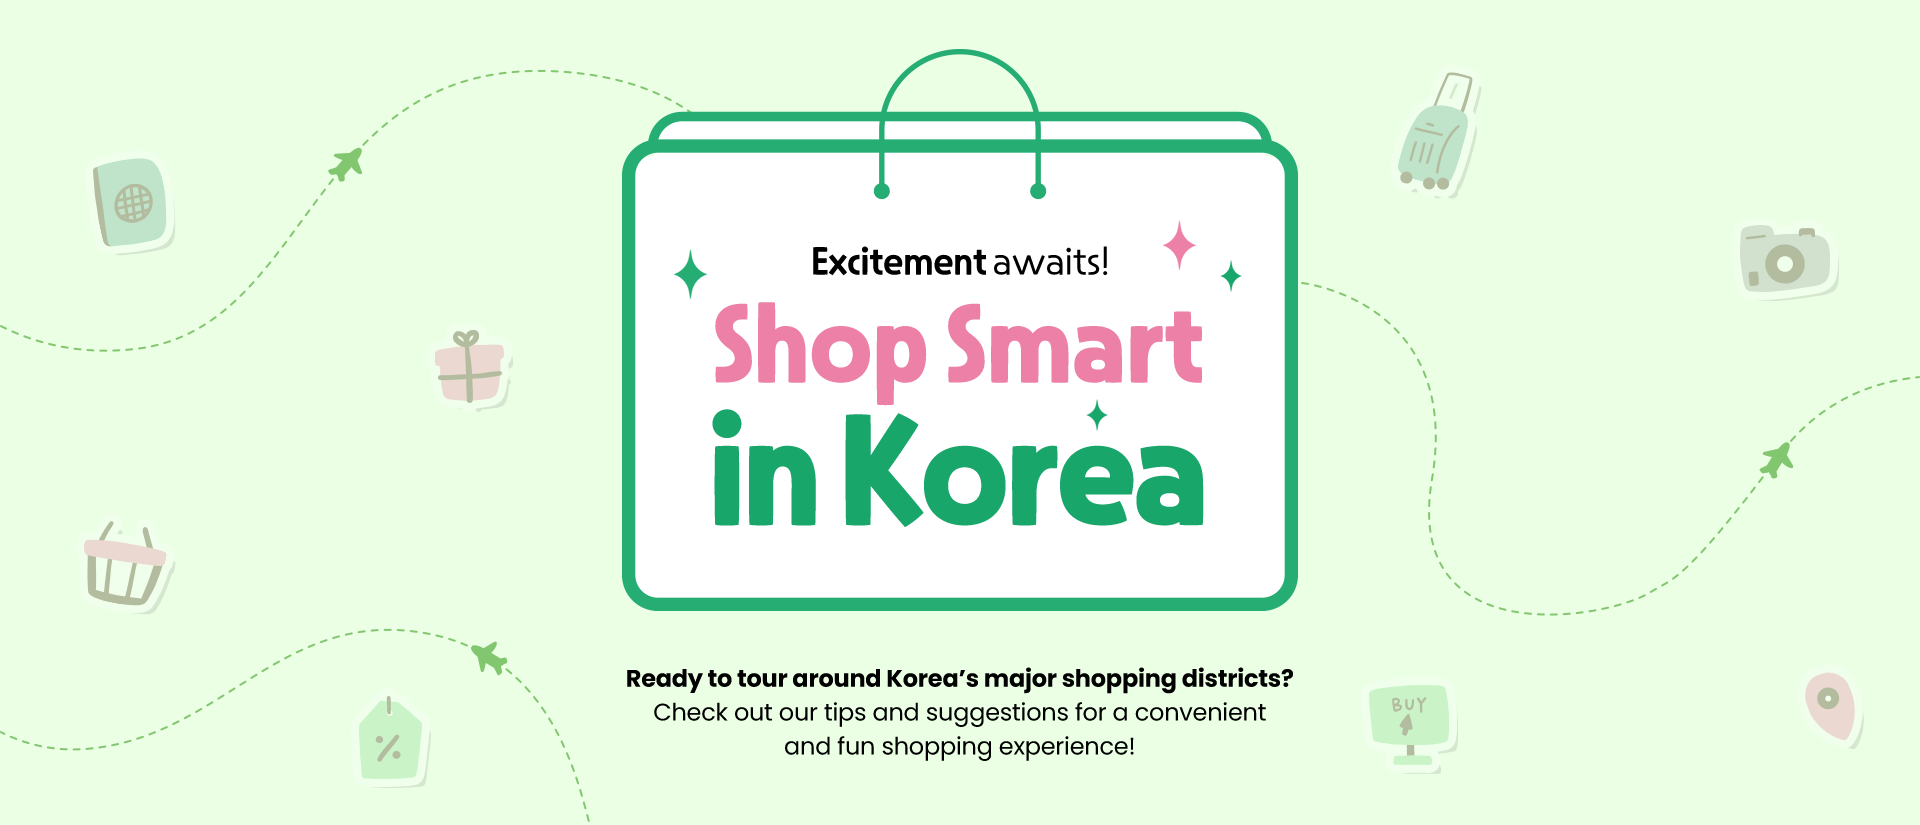 Excitement awaits!
Shop Smart
in Korea
Ready to tour around Korea’s major shopping districts?
Check out our tips and suggestions for a convenient
and fun shopping experience!
%
BUY